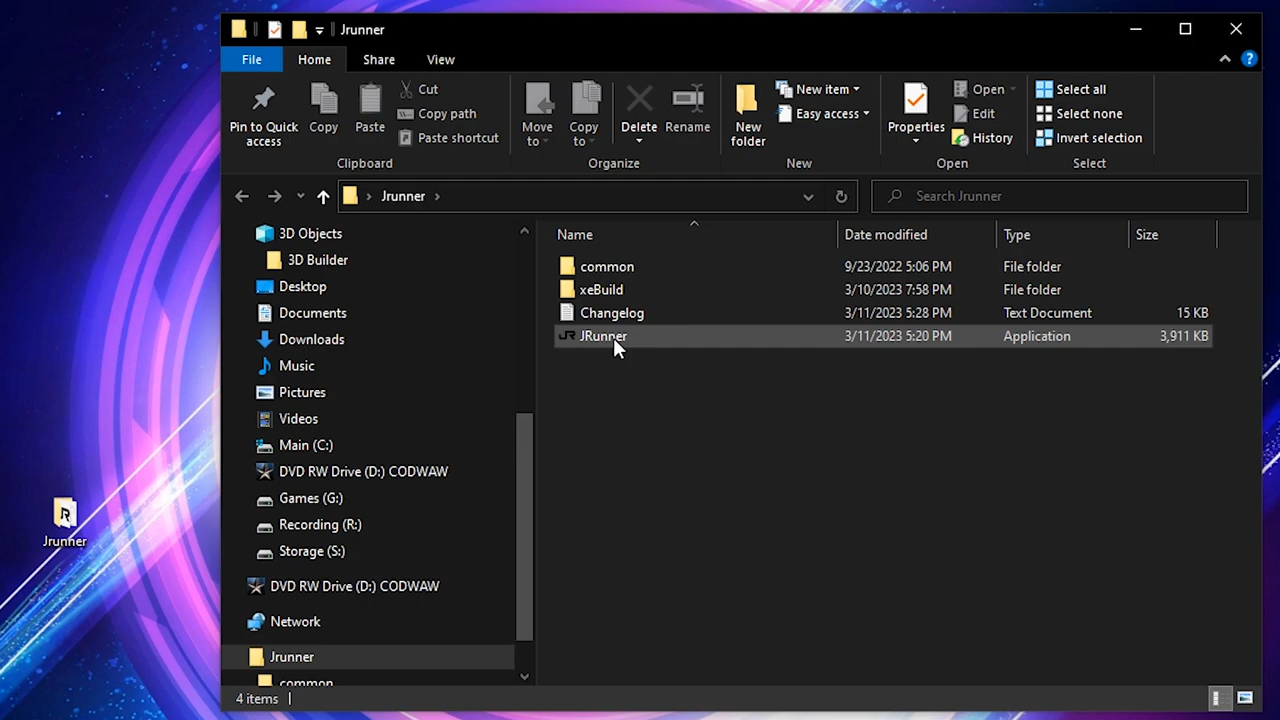 Jrunner
File Home Share View
Pin to Quick access
Copy
Paste
Cut
Copy path
Paste shortcut
Clipboard
Move to
Copy to
Delete
Rename
Organize
New folder
New item
Easy access
New
Properties
Open
Edit
History
Open
Select all
Select none
Invert selection
Select
Jrunner
Search Jrunner
3D Objects
3D Builder
Desktop
Documents
Downloads
Music
Pictures
Videos
Main (C:)
DVD RW Drive (D:) CODWAW
Games (G:)
Recording (R:)
Storage (S:)
DVD RW Drive (D:) CODWAW
Network
Jrunner
common
Name Date modified Type Size
common 9/23/2022 5:06 PM File folder
xeBuild 3/10/2023 7:58 PM File folder
Changelog 3/11/2023 5:28 PM Text Document 15 KB
JRunner 3/11/2023 5:20 PM Application 3,911 KB
4 items
Jrunner